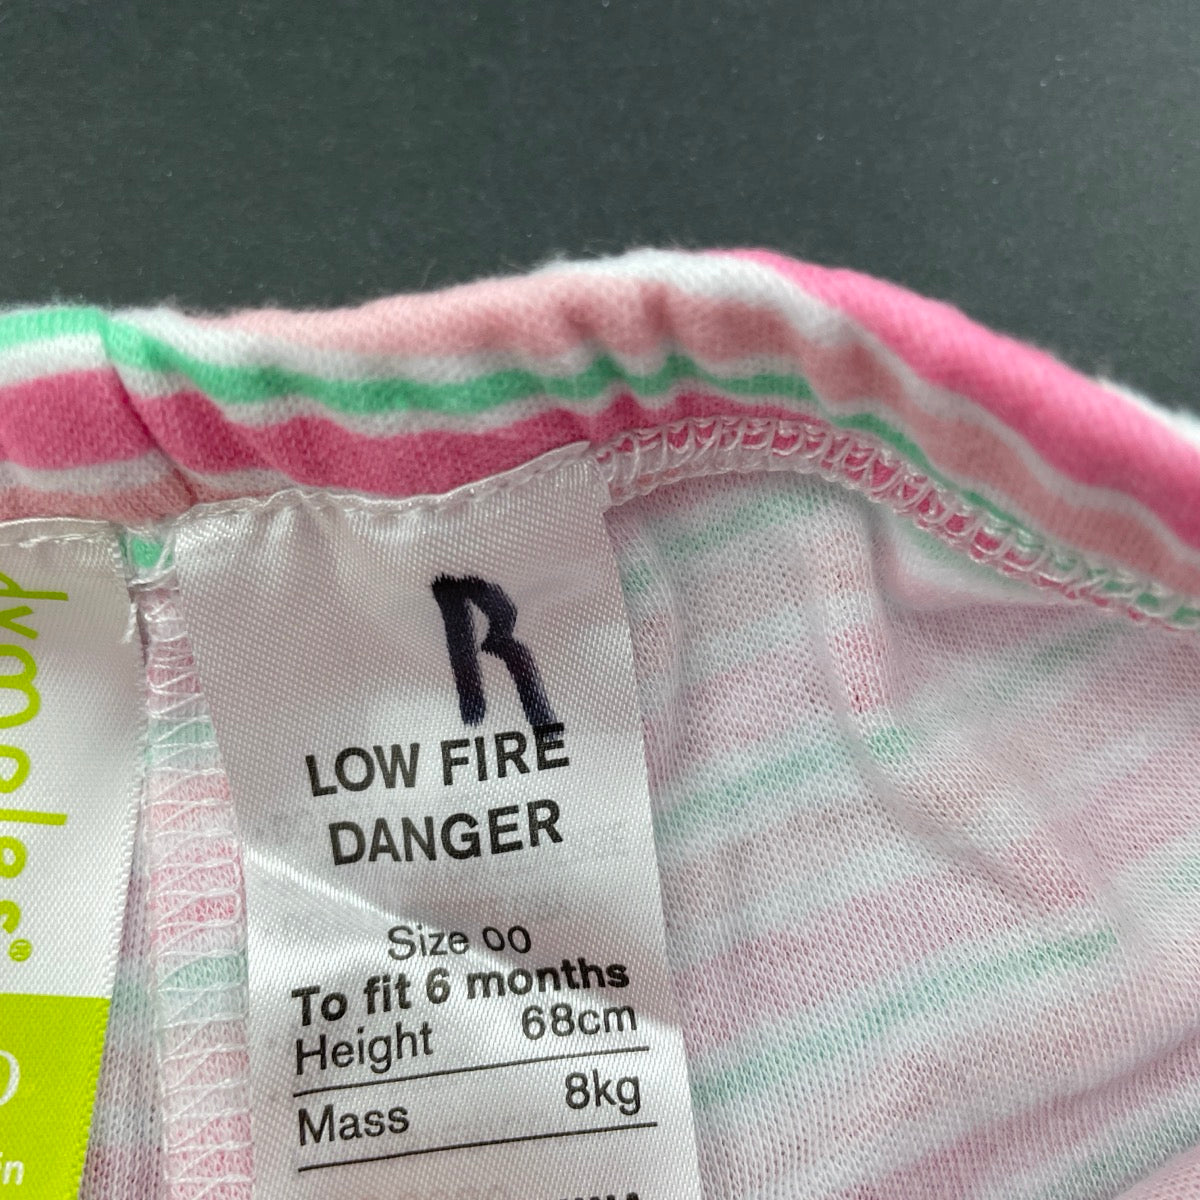 R
LOW FIRE
DANGER
Size 00
To fit 6 months
Height 68cm
Mass 8kg